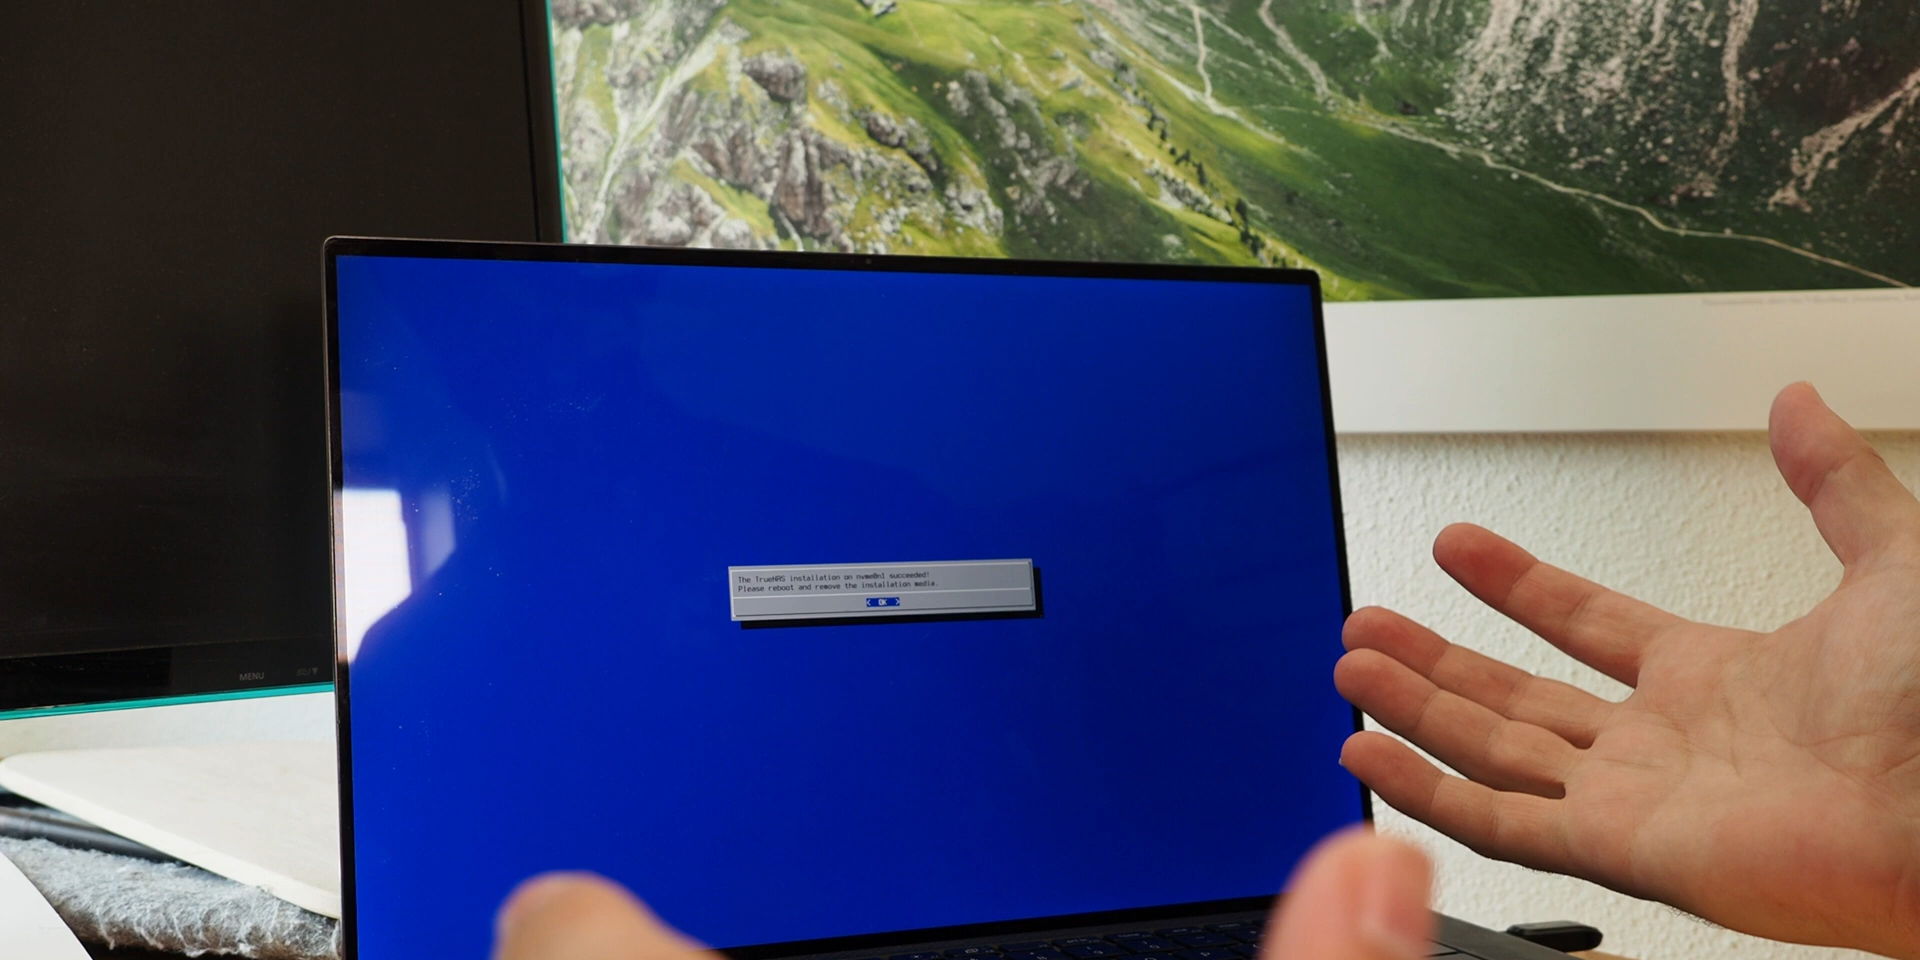 The TrueNAS installation on nvme0n1 succeeded!
Please reboot and remove the installation media.
< OK >
MENU